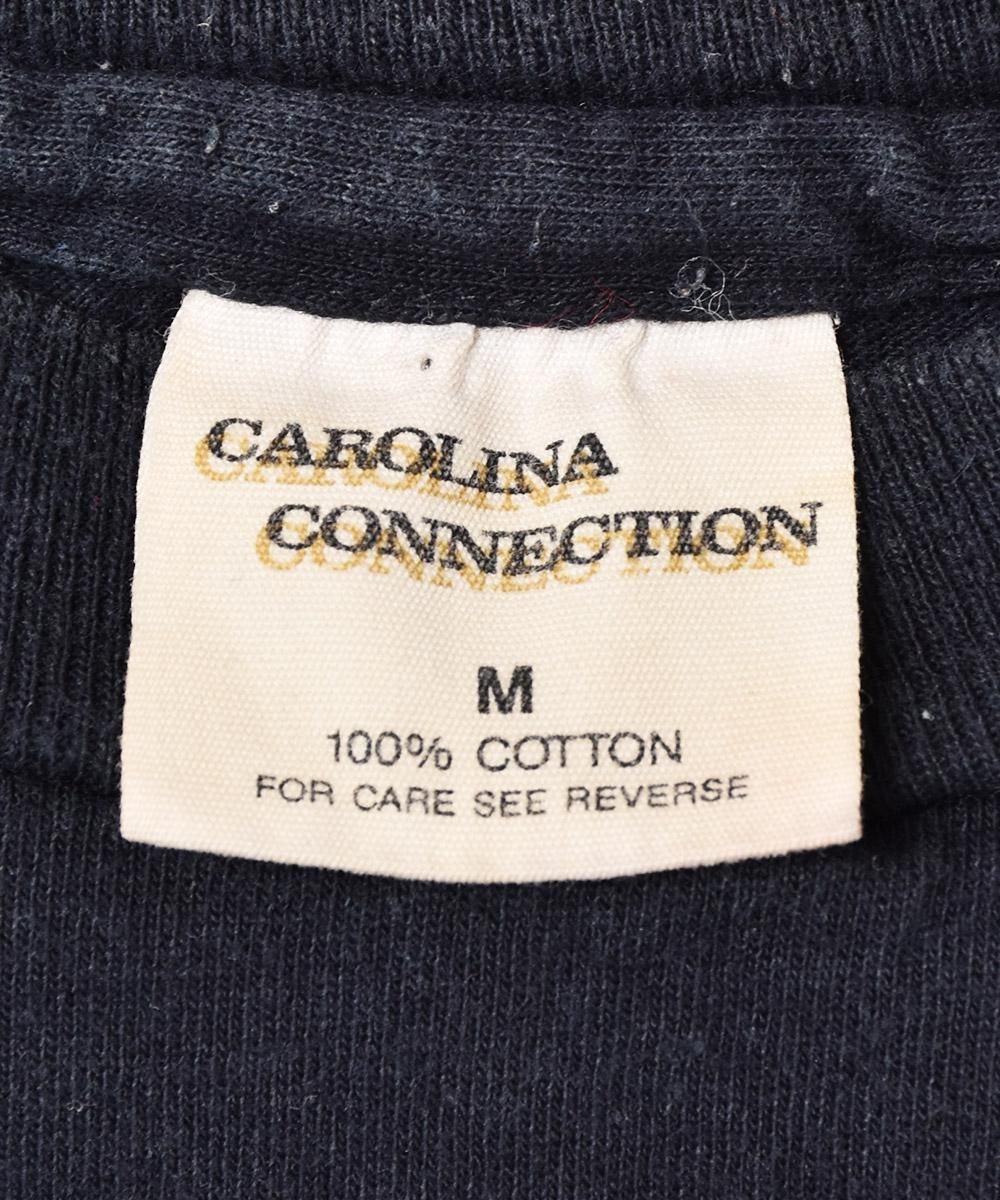 CAROLINA
CONNECTION
M
100% COTTON
FOR CARE SEE REVERSE